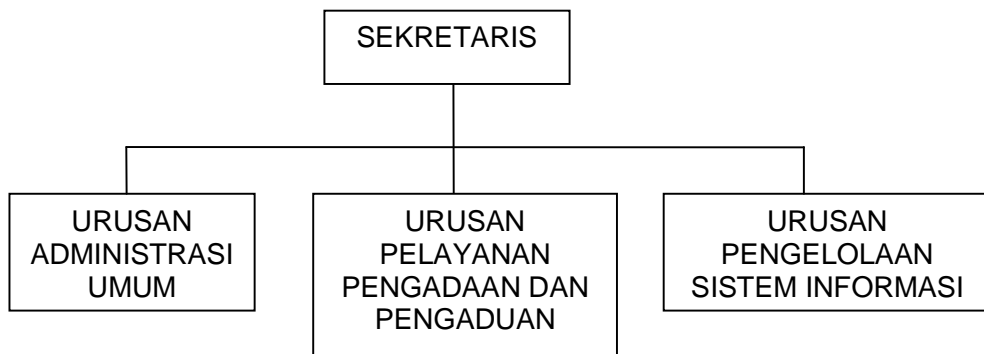 SEKRETARIS
URUSAN
ADMINISTRASI
UMUM
URUSAN
PELAYANAN
PENGADAAN DAN
PENGADUAN
URUSAN
PENGELOLAAN
SISTEM INFORMASI